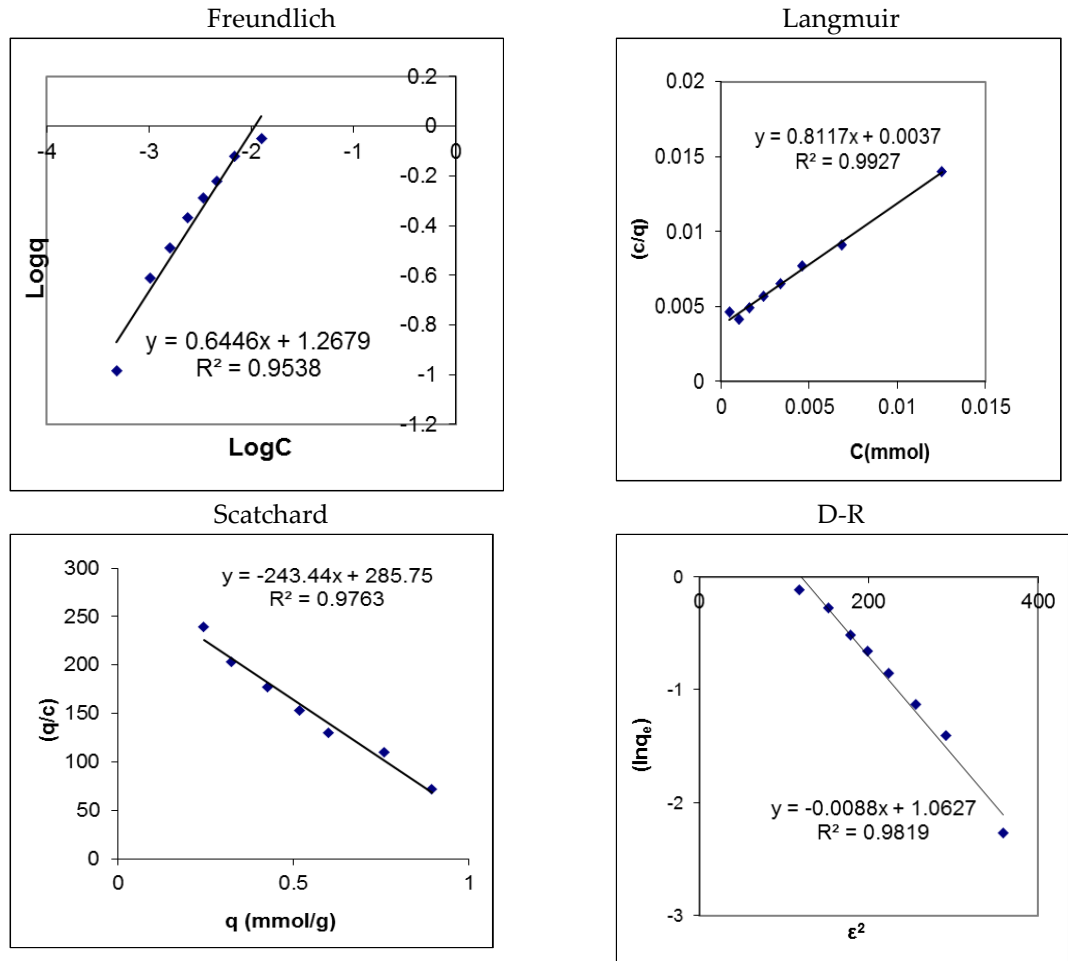 Freundlich
0.2
0
-4
-3
-2
-1
0
-0.2
-0.4
-0.6
-0.8
-1
-1.2
Logq
y = 0.6446x + 1.2679
R² = 0.9538
LogC
Langmuir
0.02
0.015
0.01
0.005
0
(c/q)
y = 0.8117x + 0.0037
R² = 0.9927
0
0.005
0.01
0.015
C(mmol)
Scatchard
300
250
200
150
100
50
0
(q/c)
y = -243.44x + 285.75
R² = 0.9763
0
0.5
1
q (mmol/g)
D-R
0
-1
-2
-3
0
200
400
(lnqₑ)
y = -0.0088x + 1.0627
R² = 0.9819
ε²